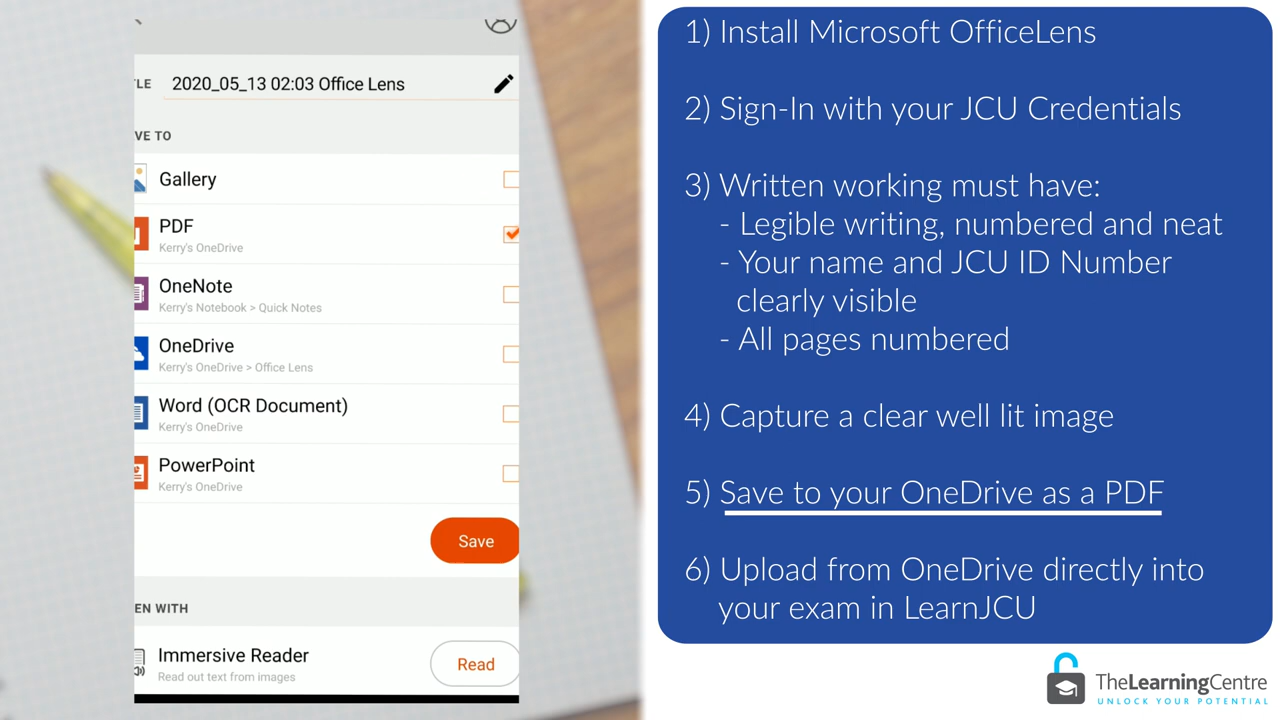 LE 2020_05_13 02:03 Office Lens
VE TO
Gallery
PDF
Kerry's OneDrive
OneNote
Kerry's Notebook > Quick Notes
OneDrive
Kerry's OneDrive > Office Lens
Word (OCR Document)
Kerry's OneDrive
PowerPoint
Kerry's OneDrive
Save
EN WITH
Immersive Reader
Read out text from images
Read
1) Install Microsoft OfficeLens
2) Sign-In with your JCU Credentials
3) Written working must have:
- Legible writing, numbered and neat
- Your name and JCU ID Number
clearly visible
- All pages numbered
4) Capture a clear well lit image
5) Save to your OneDrive as a PDF
6) Upload from OneDrive directly into
your exam in LearnJCU
TheLearningCentre
UNLOCK YOUR POTENTIAL